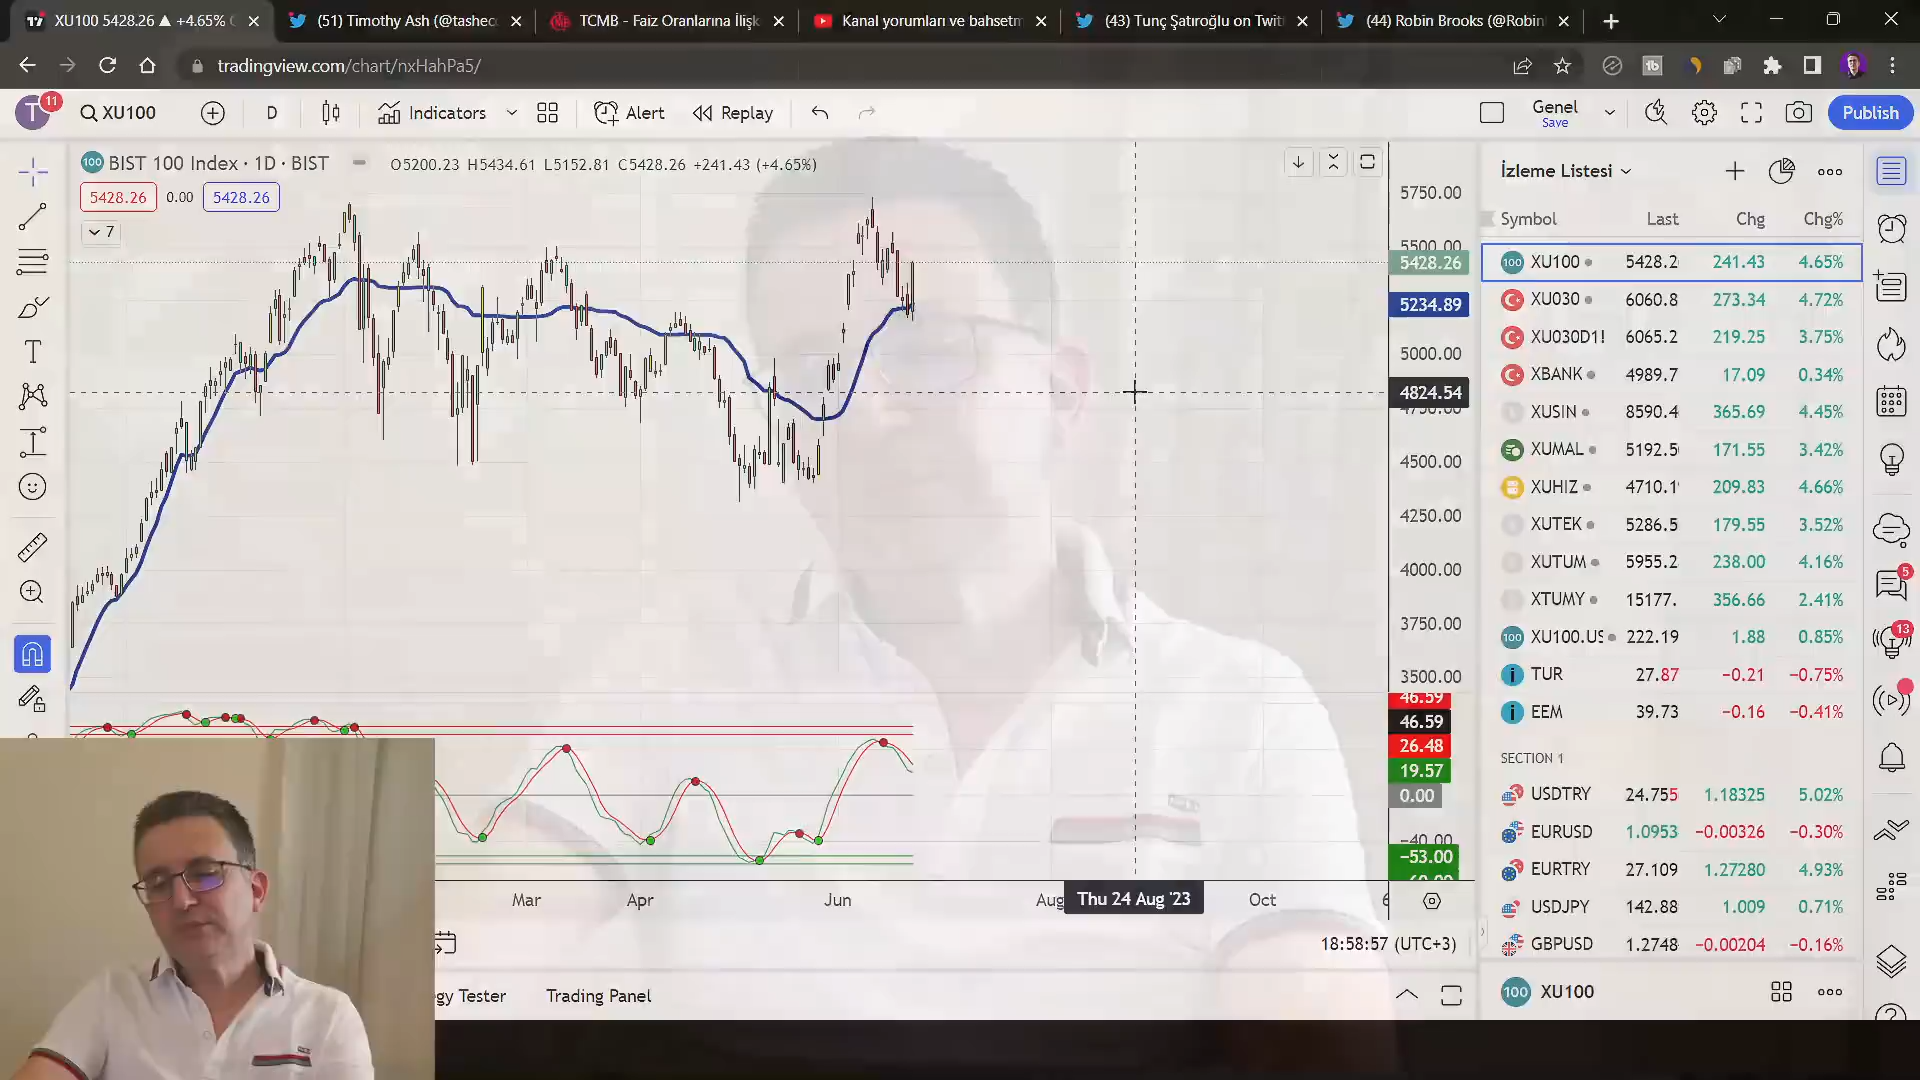 XU100 5428.26 ▲ +4.65%
(51) Timothy Ash (@tashec
TCMB - Faiz Oranlarına İlişk
Kanal yorumları ve bahsetm
(43) Tunç Şatıroğlu on Twit
(44) Robin Brooks (@Robin
tradingview.com/chart/nxHahPa5/
T 11
XU100
D
Indicators
Alert
Replay
Genel
Save
Publish
100 BIST 100 Index · 1D · BIST
O5200.23 H5434.61 L5152.81 C5428.26 +241.43 (+4.65%)
5428.26 0.00 5428.26
7
5750.00
5500.00
5428.26
5234.89
5000.00
4824.54
4750.00
4500.00
4250.00
4000.00
3750.00
3500.00
46.59
46.59
26.48
19.57
0.00
−40.00
−53.00
Mar
Apr
Jun
Aug
Thu 24 Aug '23
Oct
18:58:57 (UTC+3)
gy Tester
Trading Panel
İzleme Listesi
Symbol Last Chg Chg%
100 XU100 5428.2 241.43 4.65%
XU030 6060.8 273.34 4.72%
XU030D1! 6065.2 219.25 3.75%
XBANK 4989.7 17.09 0.34%
XUSIN 8590.4 365.69 4.45%
XUMAL 5192.5 171.55 3.42%
XUHIZ 4710.1 209.83 4.66%
XUTEK 5286.5 179.55 3.52%
XUTUM 5955.2 238.00 4.16%
XTUMY 15177. 356.66 2.41%
100 XU100.US 222.19 1.88 0.85%
TUR 27.87 −0.21 −0.75%
EEM 39.73 −0.16 −0.41%
SECTION 1
USDTRY 24.755 1.18325 5.02%
EURUSD 1.0953 −0.00326 −0.30%
EURTRY 27.109 1.27280 4.93%
USDJPY 142.88 1.009 0.71%
GBPUSD 1.2748 −0.00204 −0.16%
100 XU100
5
13